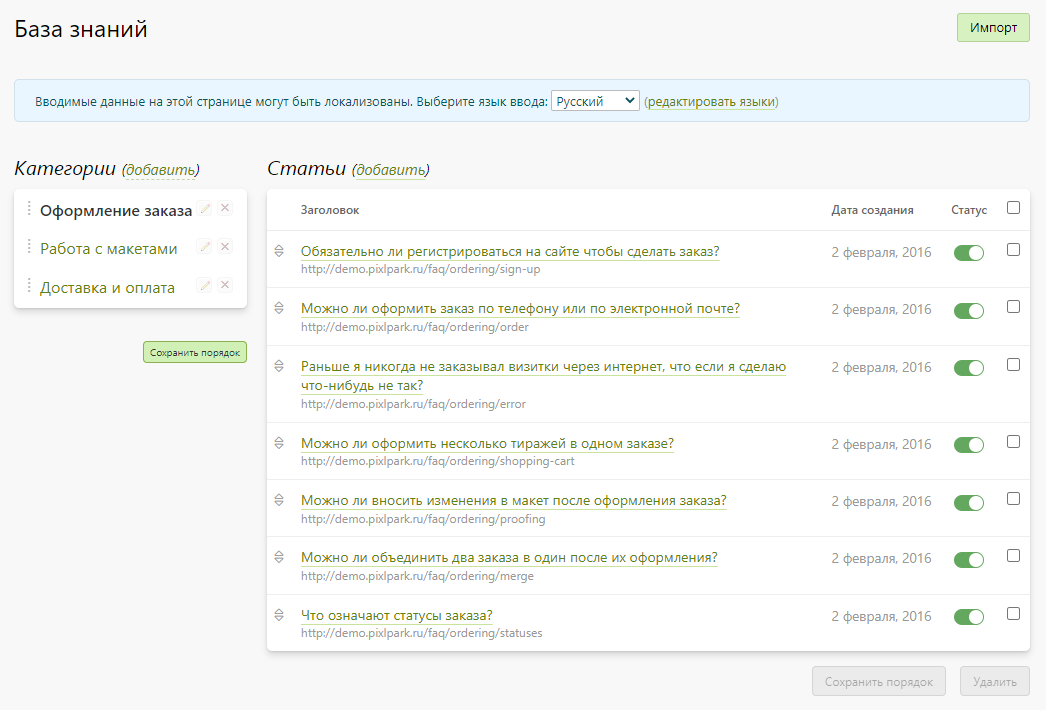 База знаний
Импорт
Вводимые данные на этой странице могут быть локализованы. Выберите язык ввода: Русский (редактировать языки)
Категории (добавить)
Оформление заказа
Работа с макетами
Доставка и оплата
Сохранить порядок
Статьи (добавить)
Заголовок Дата создания Статус
Обязательно ли регистрироваться на сайте чтобы сделать заказ? 2 февраля, 2016
http://demo.pixlpark.ru/faq/ordering/sign-up
Можно ли оформить заказ по телефону или по электронной почте? 2 февраля, 2016
http://demo.pixlpark.ru/faq/ordering/order
Раньше я никогда не заказывал визитки через интернет, что если я сделаю 2 февраля, 2016
что-нибудь не так?
http://demo.pixlpark.ru/faq/ordering/error
Можно ли оформить несколько тиражей в одном заказе? 2 февраля, 2016
http://demo.pixlpark.ru/faq/ordering/shopping-cart
Можно ли вносить изменения в макет после оформления заказа? 2 февраля, 2016
http://demo.pixlpark.ru/faq/ordering/proofing
Можно ли объединить два заказа в один после их оформления? 2 февраля, 2016
http://demo.pixlpark.ru/faq/ordering/merge
Что означают статусы заказа? 2 февраля, 2016
http://demo.pixlpark.ru/faq/ordering/statuses
Сохранить порядок Удалить